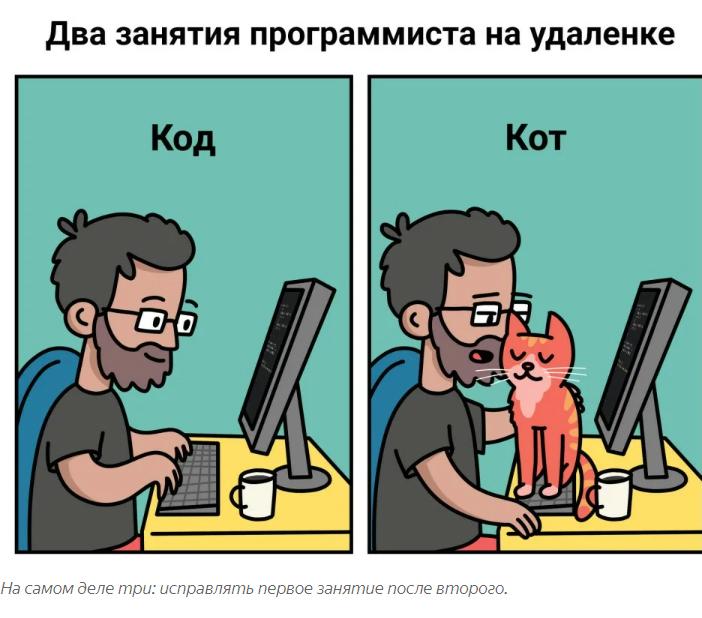 Два занятия программиста на удаленке
Код
Кот
На самом деле три: исправлять первое занятие после второго.